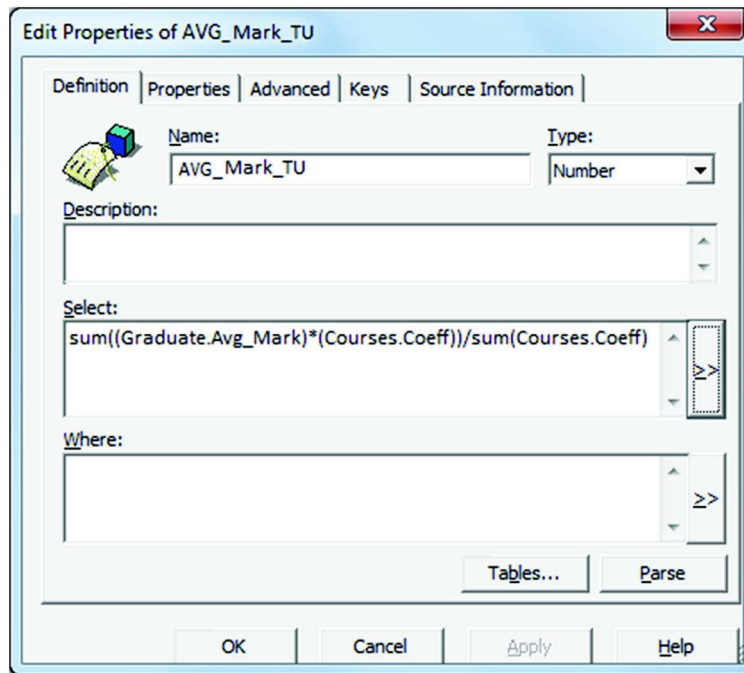 Edit Properties of AVG_Mark_TU
Definition Properties Advanced Keys Source Information
Name: Type:
AVG_Mark_TU Number
Description:
Select:
sum((Graduate.Avg_Mark)*(Courses.Coeff))/sum(Courses.Coeff)
>>
Where:
>>
Tables... Parse
OK Cancel Apply Help